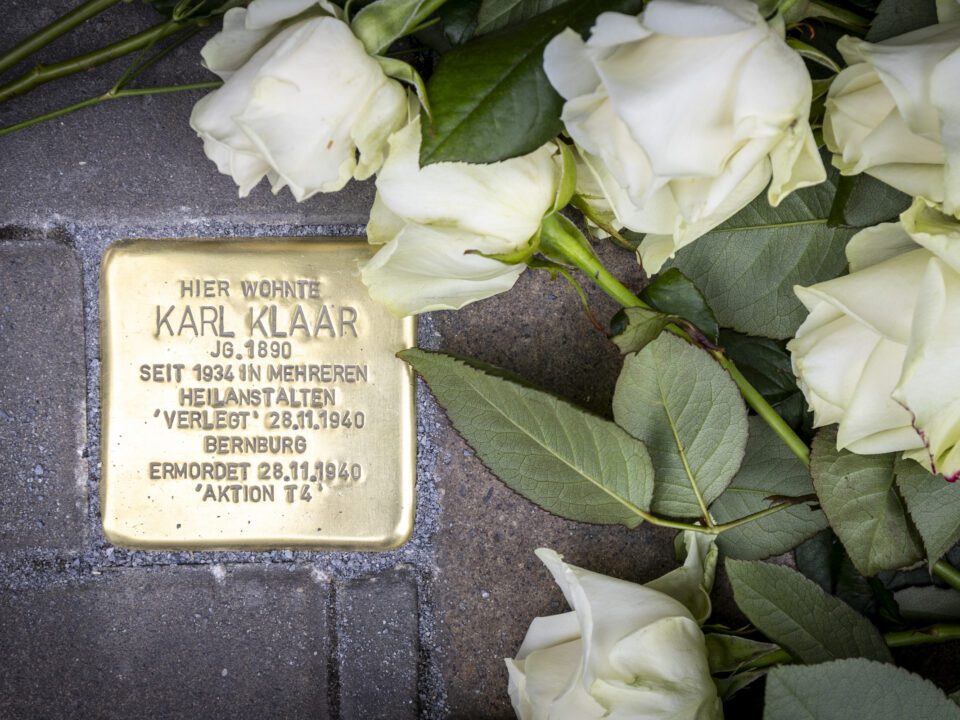 HIER WOHNTE
KARL KLAAR
JG. 1890
SEIT 1934 IN MEHREREN
HEILANSTALTEN
'VERLEGT' 28.11.1940
BERNBURG
ERMORDET 28.11.1940
'AKTION T4'